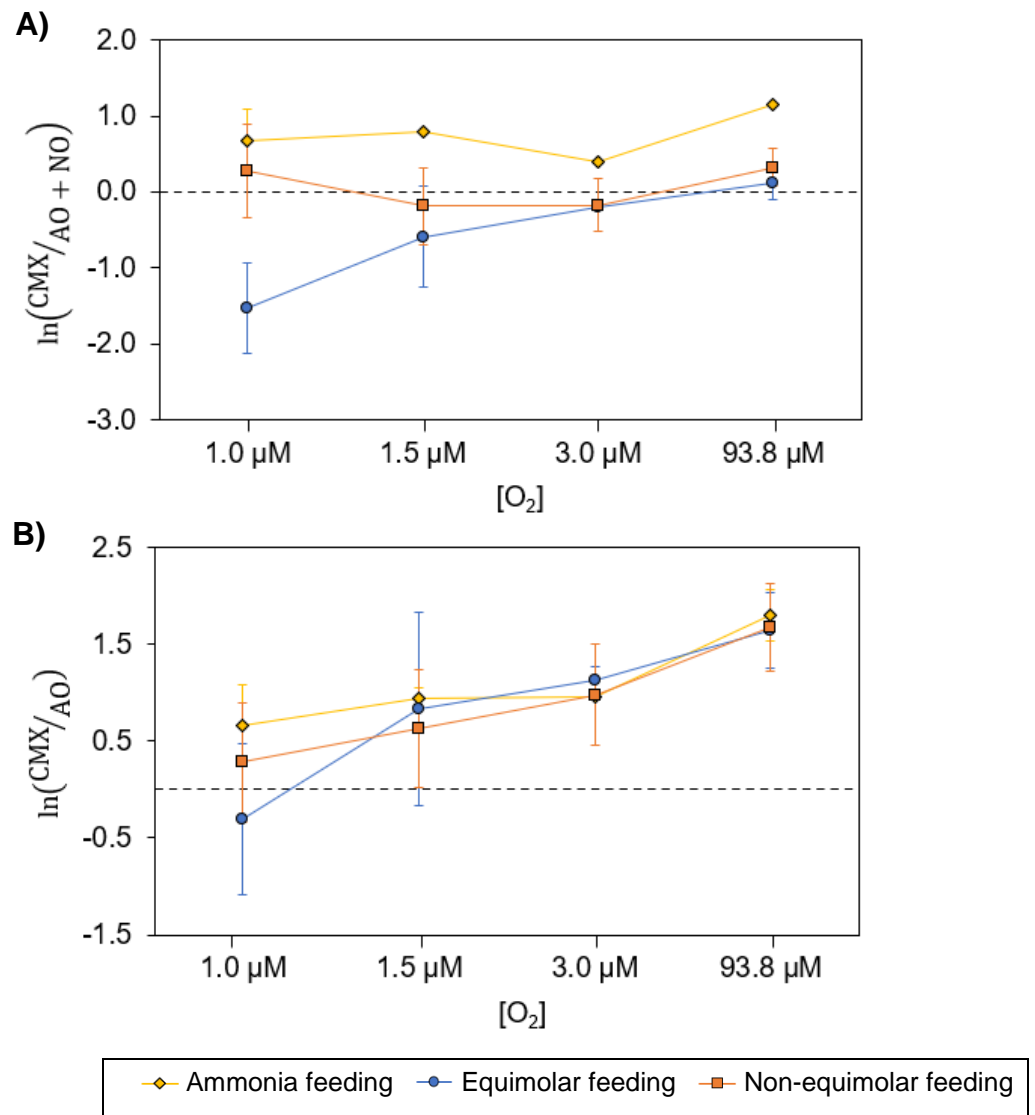 A)
2.0
1.0
0.0
-1.0
-2.0
-3.0
ln(CMX/AO + NO)
1.0 µM 1.5 µM 3.0 µM 93.8 µM
[O₂]
B)
2.5
1.5
0.5
-0.5
-1.5
ln(CMX/AO)
1.0 µM 1.5 µM 3.0 µM 93.8 µM
[O₂]
Ammonia feeding Equimolar feeding Non-equimolar feeding